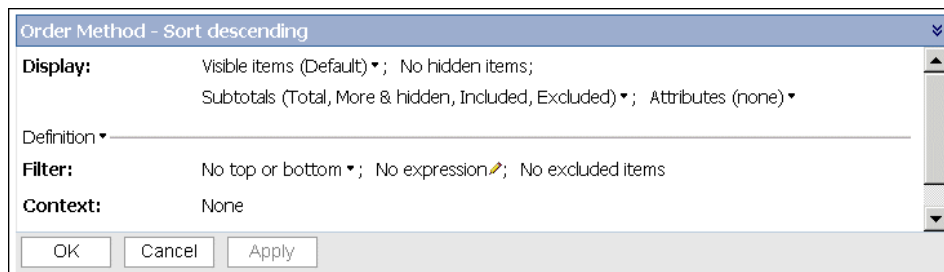 Order Method - Sort descending
Display: Visible items (Default) ; No hidden items;
Subtotals (Total, More & hidden, Included, Excluded) ; Attributes (none)
Definition
Filter: No top or bottom ; No expression ; No excluded items
Context: None
OK Cancel Apply